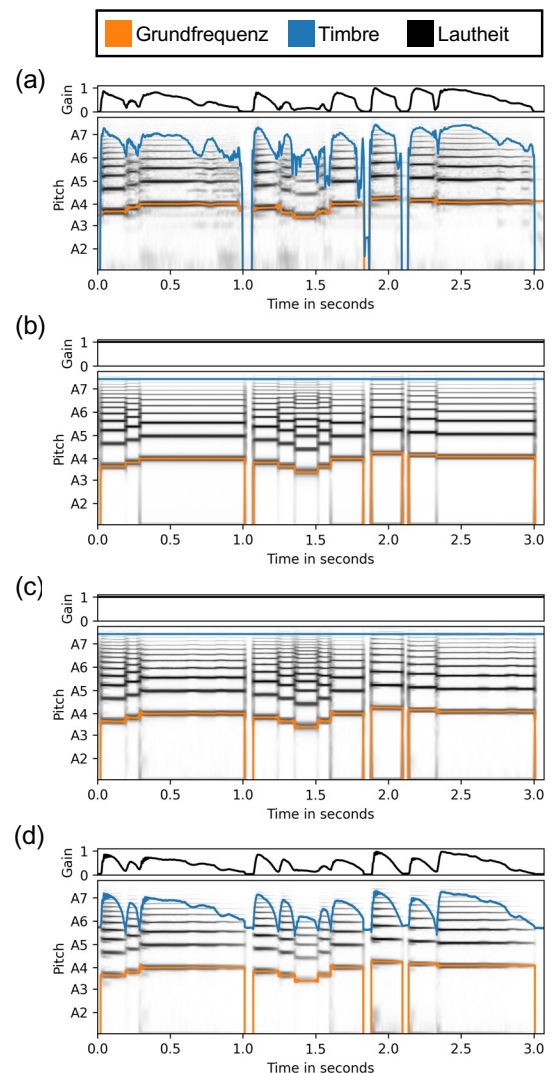 Grundfrequenz Timbre Lautheit
(a)
Gain
1
0
Pitch
A7
A6
A5
A4
A3
A2
0.0 0.5 1.0 1.5 2.0 2.5 3.0
Time in seconds
(b)
Gain
1
0
Pitch
A7
A6
A5
A4
A3
A2
0.0 0.5 1.0 1.5 2.0 2.5 3.0
Time in seconds
(c)
Gain
1
0
Pitch
A7
A6
A5
A4
A3
A2
0.0 0.5 1.0 1.5 2.0 2.5 3.0
Time in seconds
(d)
Gain
1
0
Pitch
A7
A6
A5
A4
A3
A2
0.0 0.5 1.0 1.5 2.0 2.5 3.0
Time in seconds